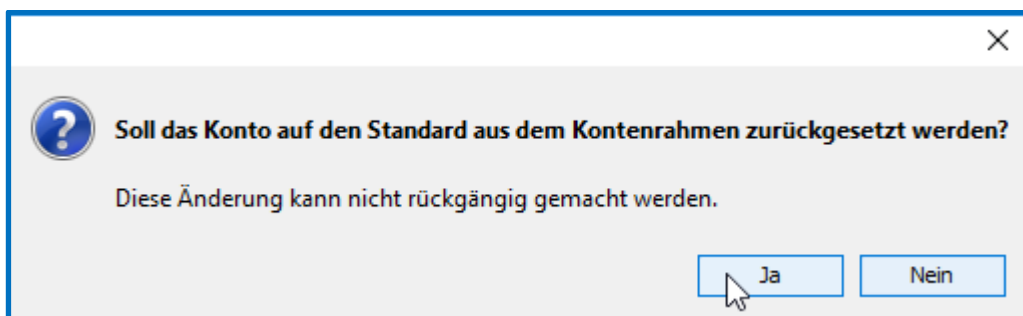 Soll das Konto auf den Standard aus dem Kontenrahmen zurückgesetzt werden?
Diese Änderung kann nicht rückgängig gemacht werden.
Ja Nein